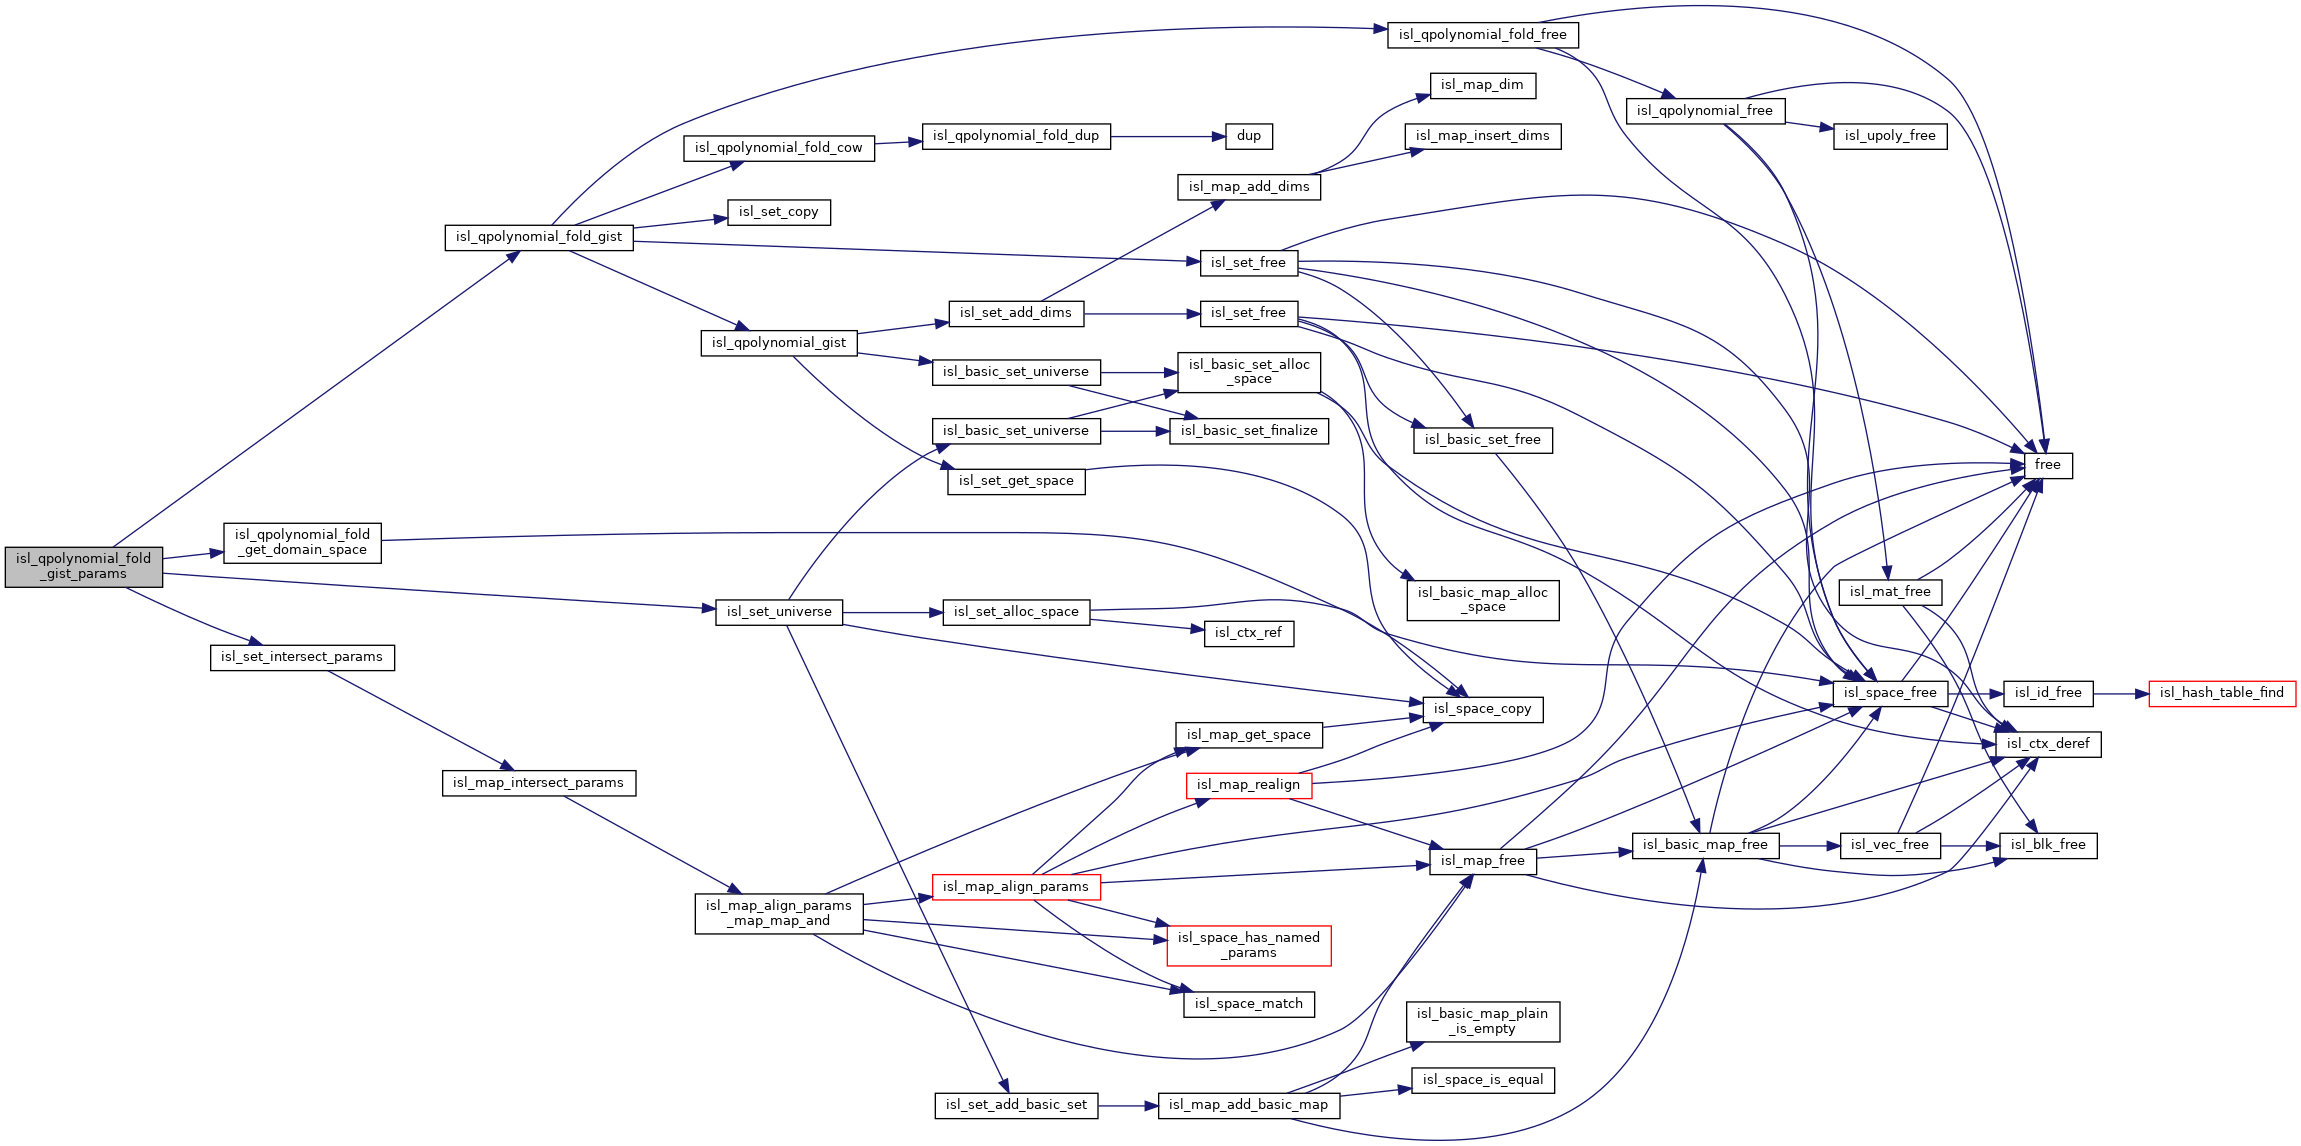 isl_qpolynomial_fold
_gist_params
isl_qpolynomial_fold
_get_domain_space
isl_set_intersect_params
isl_qpolynomial_fold_gist
isl_map_intersect_params
isl_qpolynomial_fold_cow
isl_set_copy
isl_qpolynomial_gist
isl_set_universe
isl_map_align_params
_map_map_and
isl_qpolynomial_fold_dup
isl_set_add_dims
isl_basic_set_universe
isl_basic_set_universe
isl_set_get_space
isl_set_alloc_space
isl_map_align_params
isl_set_add_basic_set
dup
isl_map_add_dims
isl_set_free
isl_set_free
isl_basic_set_alloc
_space
isl_basic_set_finalize
isl_ctx_ref
isl_map_get_space
isl_map_realign
isl_space_has_named
_params
isl_space_match
isl_map_add_basic_map
isl_qpolynomial_fold_free
isl_map_dim
isl_map_insert_dims
isl_basic_set_free
isl_basic_map_alloc
_space
isl_space_copy
isl_map_free
isl_basic_map_plain
_is_empty
isl_space_is_equal
isl_qpolynomial_free
isl_basic_map_free
isl_upoly_free
isl_mat_free
isl_space_free
isl_vec_free
free
isl_id_free
isl_ctx_deref
isl_blk_free
isl_hash_table_find